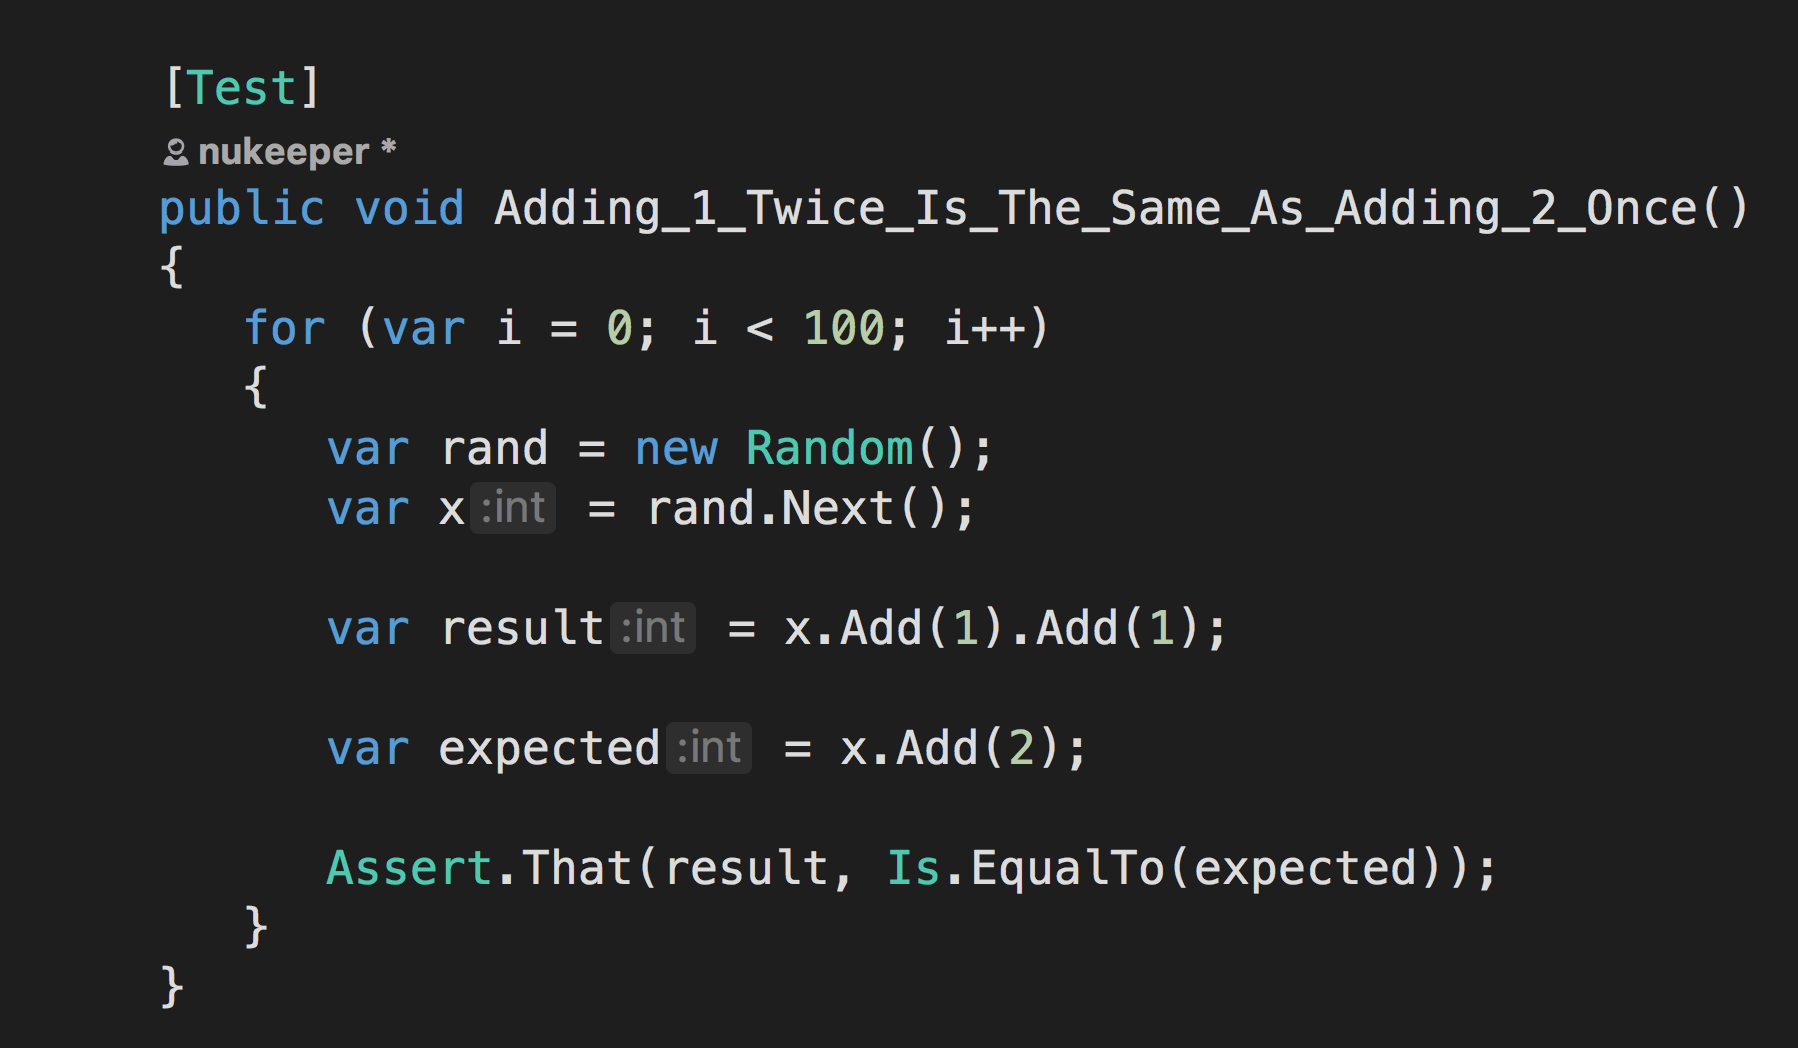 [Test]
nukeeper *
public void Adding_1_Twice_Is_The_Same_As_Adding_2_Once()
{
for (var i = 0; i < 100; i++)
{
var rand = new Random();
var x :int = rand.Next();
var result :int = x.Add(1).Add(1);
var expected :int = x.Add(2);
Assert.That(result, Is.EqualTo(expected));
}
}